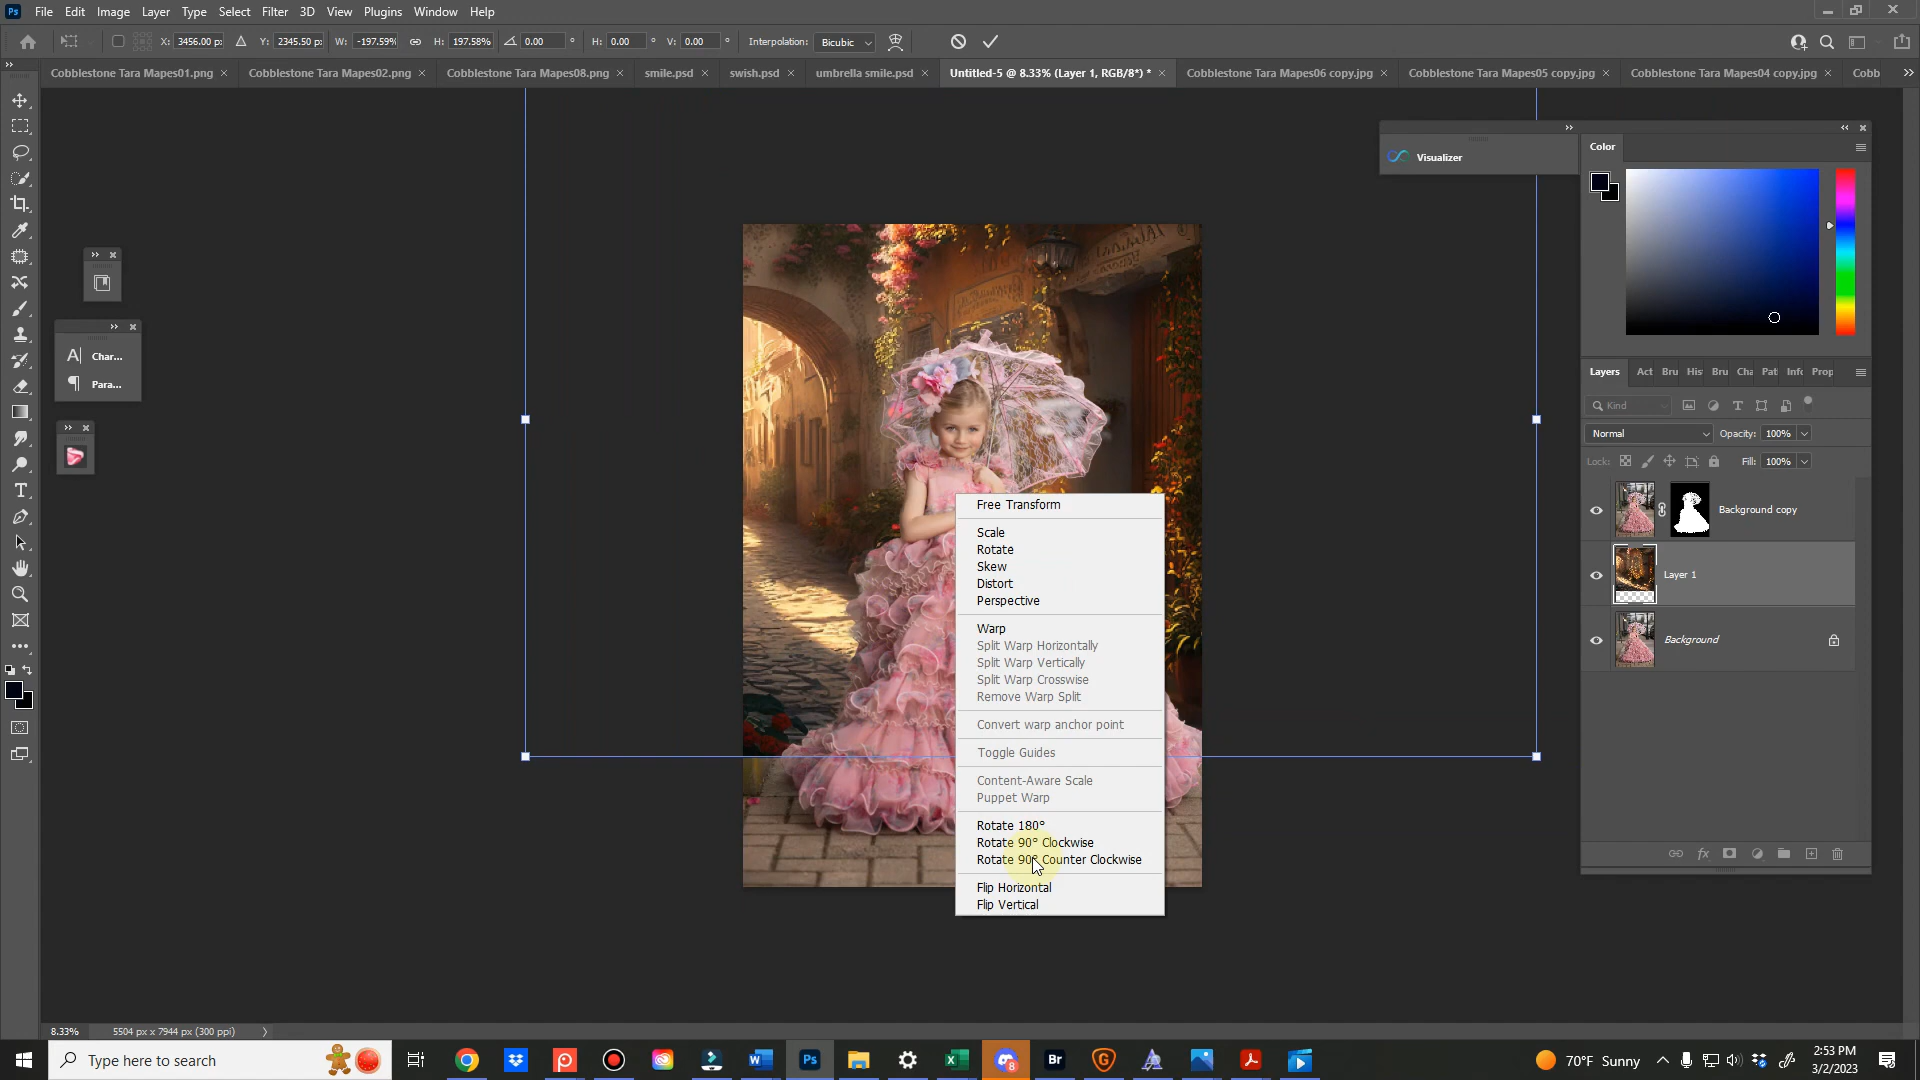 Ps File Edit Image Layer Type Select Filter 3D View Plugins Window Help
X: 3456.00 px Y: 2345.50 px W: -197.59% H: 197.58% 0.00 ° H: 0.00 ° V: 0.00 ° Interpolation: Bicubic
Cobblestone Tara Mapes01.png × Cobblestone Tara Mapes02.png × Cobblestone Tara Mapes08.png × smile.psd × swish.psd × umbrella smile.psd × Untitled-5 @ 8.33% (Layer 1, RGB/8*) * × Cobblestone Tara Mapes06 copy.jpg × Cobblestone Tara Mapes05 copy.jpg × Cobblestone Tara Mapes04 copy.jpg × Cobb
Visualizer
Color
Char...
Para...
Layers Act Bru His Bru Cha Pat Info Prop
Kind
Normal Opacity: 100%
Lock: Fill: 100%
Background copy
Layer 1
Background
Free Transform
Scale
Rotate
Skew
Distort
Perspective
Warp
Split Warp Horizontally
Split Warp Vertically
Split Warp Crosswise
Remove Warp Split
Convert warp anchor point
Toggle Guides
Content-Aware Scale
Puppet Warp
Rotate 180°
Rotate 90° Clockwise
Rotate 90° Counter Clockwise
Flip Horizontal
Flip Vertical
8.33% 5504 px x 7944 px (300 ppi)
Type here to search
Ps
Br
70°F Sunny
2:53 PM
3/2/2023